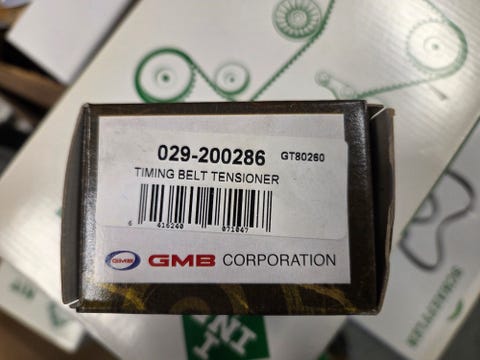 029-200286 GT80260
TIMING BELT TENSIONER
6 416240 071047
GMB GMB CORPORATION